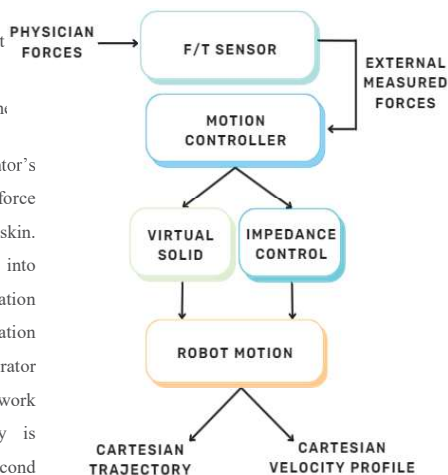 PHYSICIAN
FORCES
F/T SENSOR
EXTERNAL
MEASURED
FORCES
MOTION
CONTROLLER
VIRTUAL
SOLID
IMPEDANCE
CONTROL
ROBOT MOTION
CARTESIAN
TRAJECTORY
CARTESIAN
VELOCITY PROFILE
t
ator's
force
skin.
into
ation
ation
rator
work
y is
cond